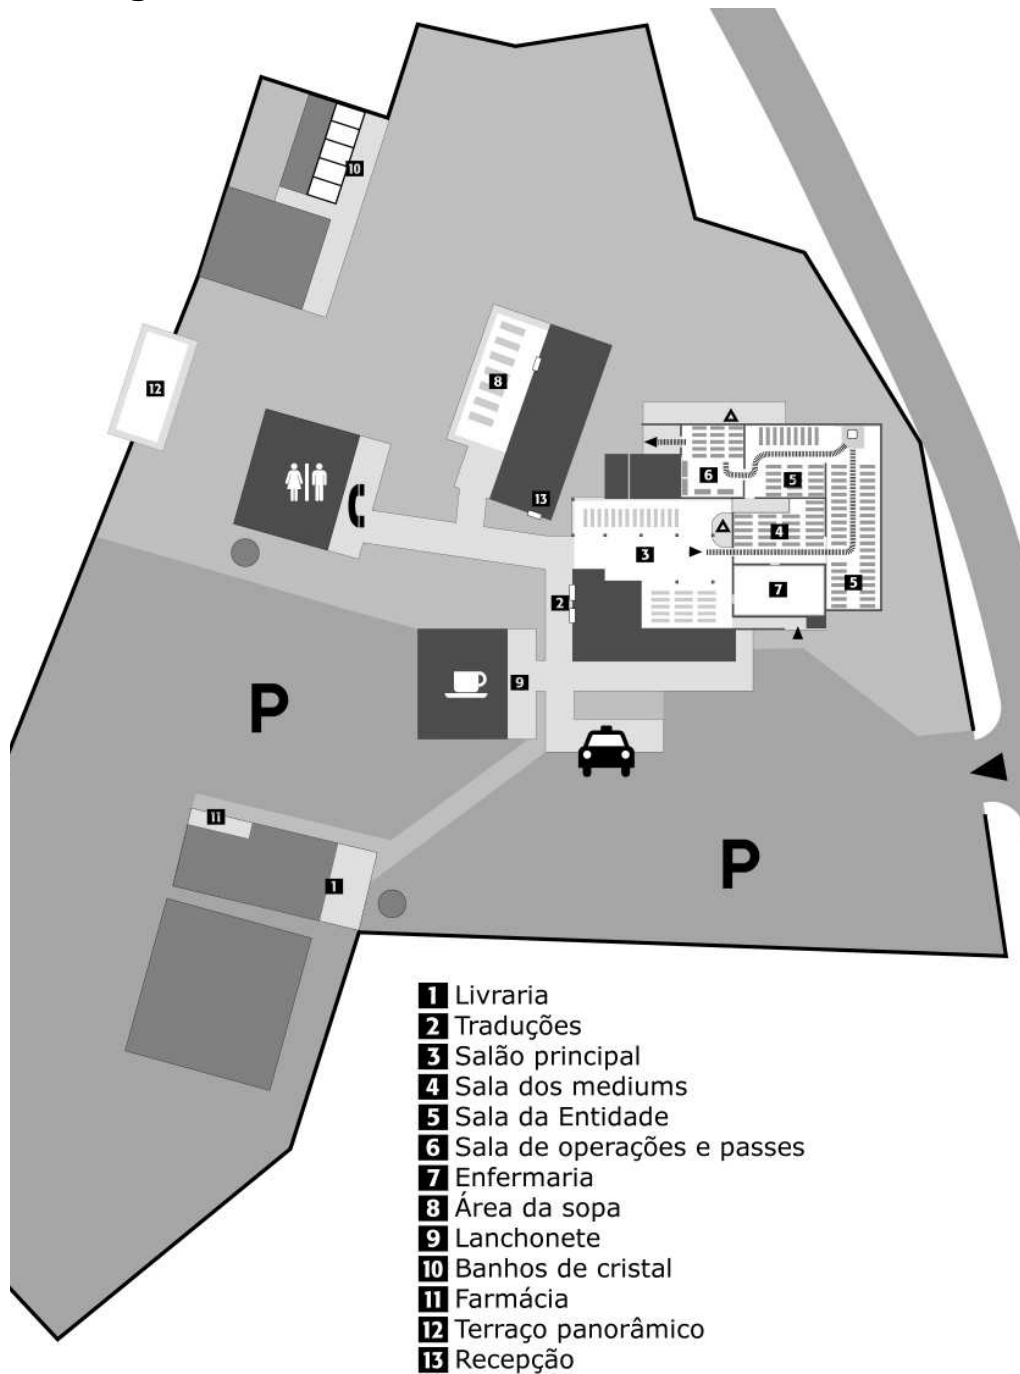 10
12
8
13
6
5
4
3
7
5
2
9
P
11
P
1
1 Livraria
2 Traduções
3 Salão principal
4 Sala dos mediums
5 Sala da Entidade
6 Sala de operações e passes
7 Enfermaria
8 Área da sopa
9 Lanchonete
10 Banhos de cristal
11 Farmácia
12 Terraço panorâmico
13 Recepção